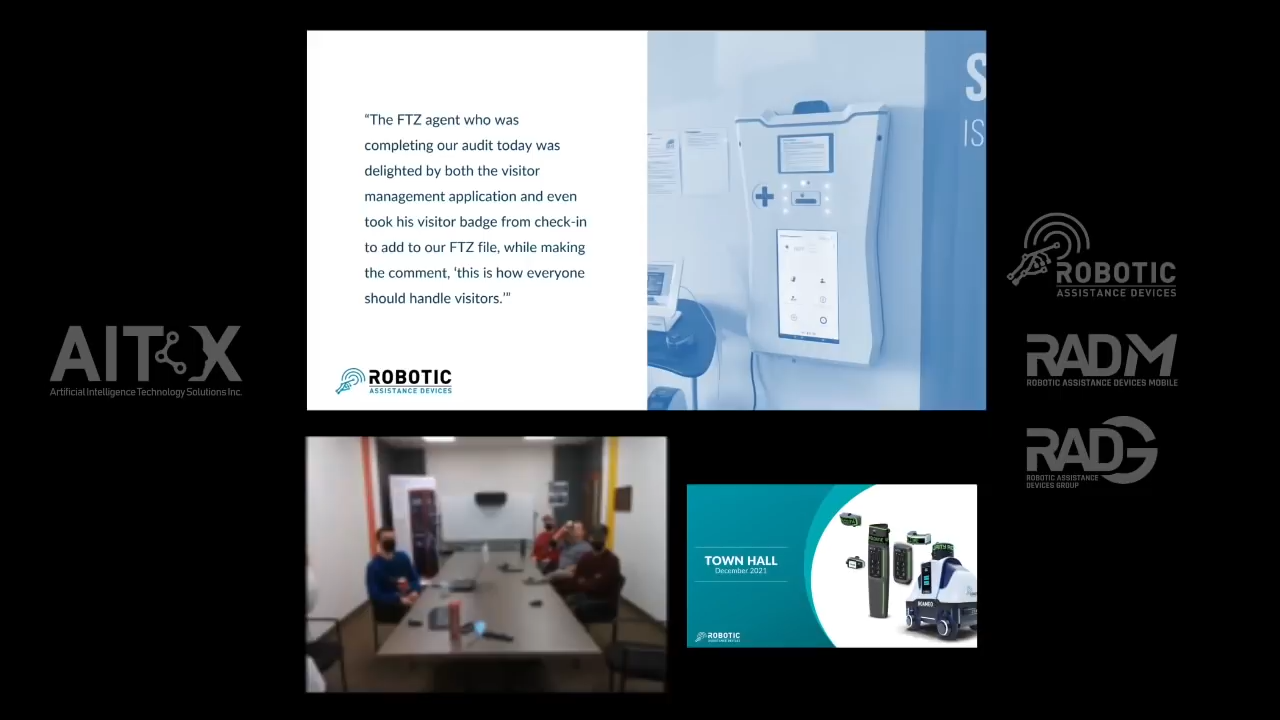 “The FTZ agent who was
completing our audit today was
delighted by both the visitor
management application and even
took his visitor badge from check-in
to add to our FTZ file, while making
the comment, ‘this is how everyone
should handle visitors.’”
ROBOTIC
ASSISTANCE DEVICES
S
IS
AITX
Artificial Intelligence Technology Solutions Inc.
ROBOTIC
ASSISTANCE DEVICES
RADM
ROBOTIC ASSISTANCE DEVICES MOBILE
RADG
ROBOTIC ASSISTANCE
DEVICES GROUP
TOWN HALL
December 2021
ROAMEO
ROBOTIC
ASSISTANCE DEVICES